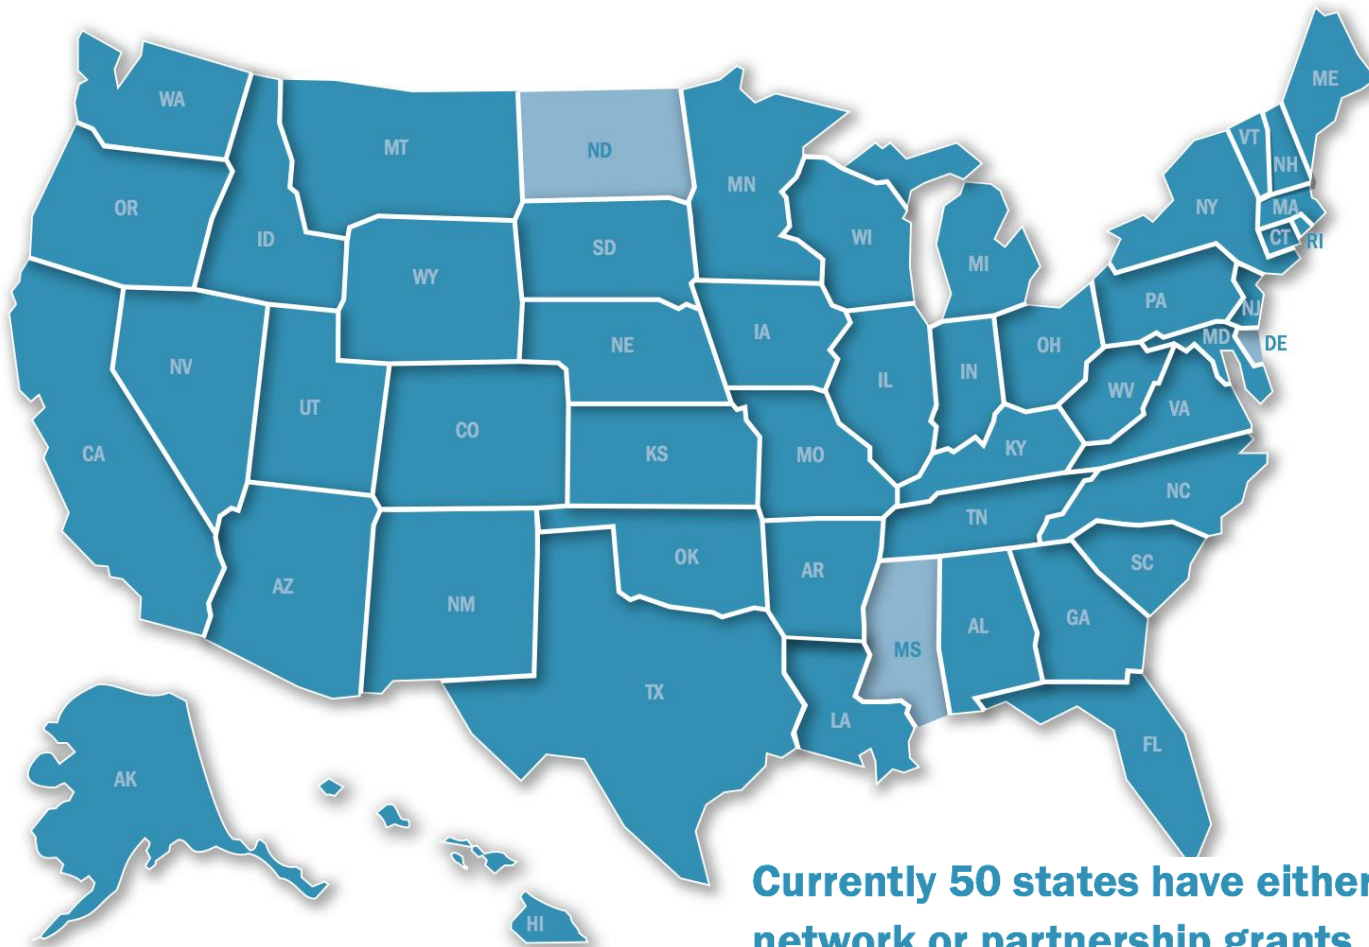 WA
MT
ND
MN
ME
VT
NH
OR
ID
WY
SD
WI
MI
NY
MA
CT
RI
NV
UT
CO
NE
IA
IL
IN
OH
PA
NJ
MD
DE
WV
VA
CA
KS
MO
KY
NC
TN
AZ
NM
OK
AR
SC
TX
LA
MS
AL
GA
FL
AK
HI
Currently 50 states have either
network or partnership grants